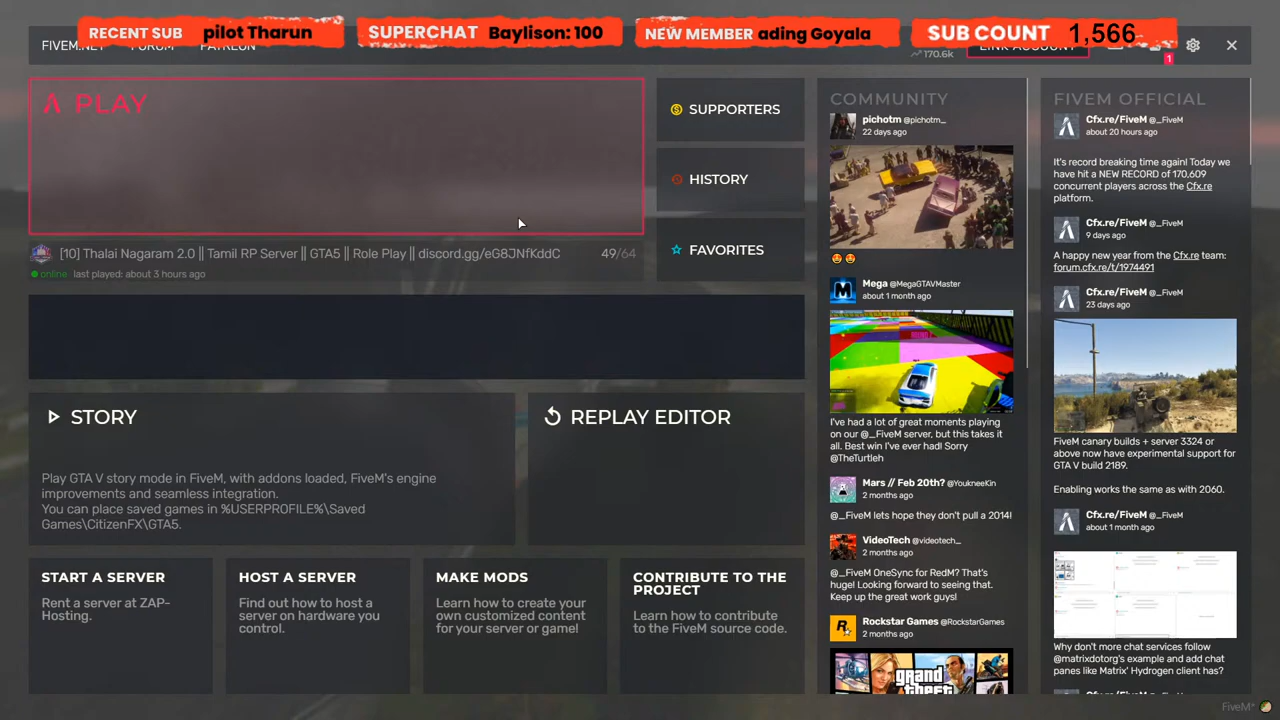 RECENT SUB pilot Tharun
SUPERCHAT Baylison: 100
NEW MEMBER ading Goyala
SUB COUNT 1,566
FIVEM.NET FORUM PATREON
170.6k
LINK ACCOUNT
1
PLAY
[10] Thalai Nagaram 2.0 || Tamil RP Server || GTA5 || Role Play || discord.gg/eG8JNfKddC 49/64
online last played: about 3 hours ago
SUPPORTERS
HISTORY
FAVORITES
STORY
Play GTA V story mode in FiveM, with addons loaded, FiveM's engine
improvements and seamless integration.
You can place saved games in %USERPROFILE%\Saved
Games\CitizenFX\GTA5.
REPLAY EDITOR
START A SERVER
Rent a server at ZAP-
Hosting.
HOST A SERVER
Find out how to host a
server on hardware you
control.
MAKE MODS
Learn how to create your
own customized content
for your server or game!
CONTRIBUTE TO THE
PROJECT
Learn how to contribute
to the FiveM source code.
COMMUNITY
pichotm @pichotm_
22 days ago
🤩 🤩
Mega @MegaGTAVMaster
about 1 month ago
I've had a lot of great moments playing
on our @_FiveM server, but this takes it
all. Best win I've ever had! Sorry
@TheTurtleh
Mars // Feb 20th? @YoukneeKin
2 months ago
@_FiveM lets hope they don't pull a 2014!
VideoTech @videotech_
2 months ago
@_FiveM OneSync for RedM? That's
huge! Looking forward to seeing that.
Keep up the great work guys!
Rockstar Games @RockstarGames
2 months ago
grand
theft
FIVEM OFFICIAL
Cfx.re/FiveM @_FiveM
about 20 hours ago
It's record breaking time again! Today we
have hit a NEW RECORD of 170,609
concurrent players across the Cfx.re
platform.
Cfx.re/FiveM @_FiveM
9 days ago
A happy new year from the Cfx.re team:
forum.cfx.re/t/1974491
Cfx.re/FiveM @_FiveM
23 days ago
FiveM canary builds + server 3324 or
above now have experimental support for
GTA V build 2189.
Enabling works the same as with 2060.
Cfx.re/FiveM @_FiveM
about 1 month ago
Why don't more chat services follow
@matrixdotorg's example and add chat
panes like Matrix' Hydrogen client has?
FiveM*